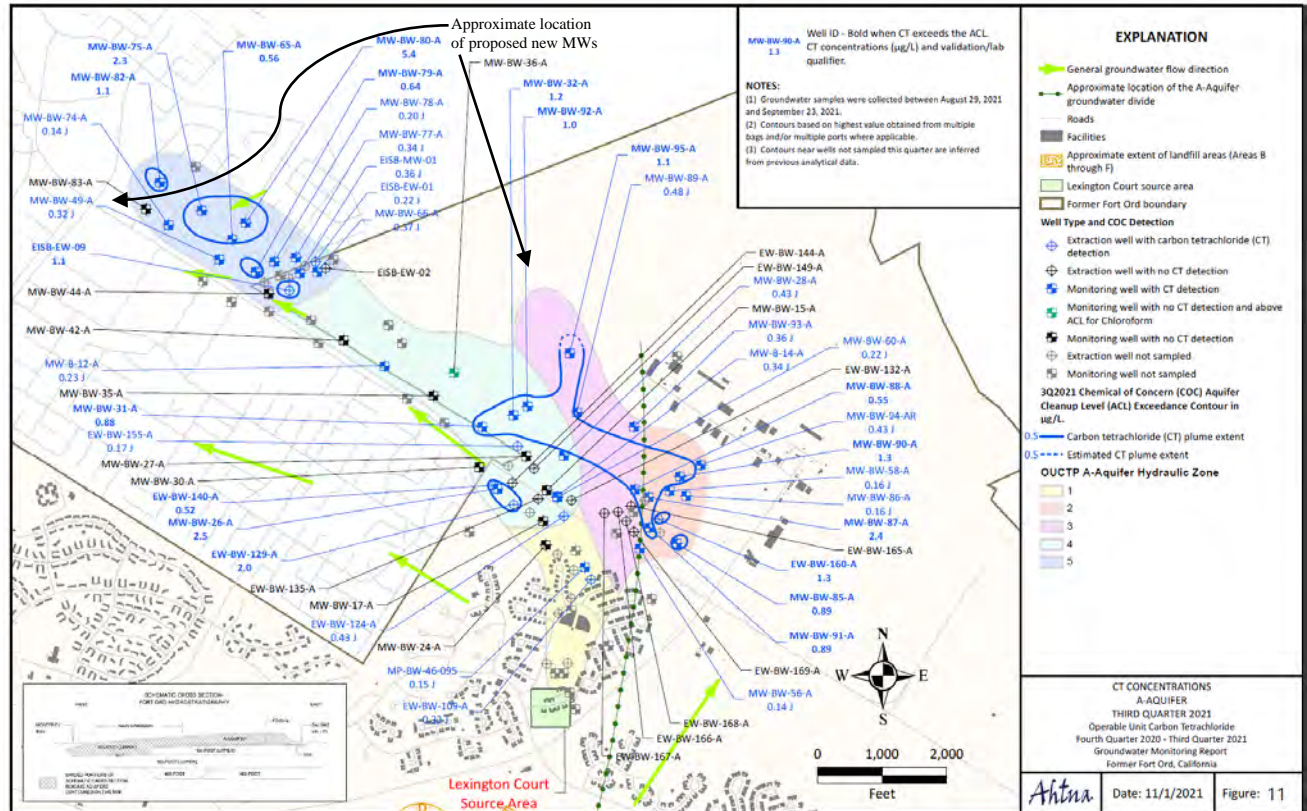 Approximate location
of proposed new MWs
MW-BW-75-A
2.3
MW-BW-65-A
0.56
MW-BW-80-A
5.4
MW-BW-36-A
MW-BW-82-A
1.1
MW-BW-79-A
0.64
MW-BW-32-A
1.2
MW-BW-74-A
0.14 J
MW-BW-78-A
0.20 J
MW-BW-92-A
1.0
MW-BW-77-A
0.34 J
MW-BW-95-A
1.1
EISB-MW-01
0.36 J
MW-BW-89-A
0.48 J
MW-BW-83-A
EISB-EW-01
0.22 J
MW-BW-49-A
0.32 J
MW-BW-66-A
0.37 J
EISB-EW-09
1.1
EISB-EW-02
EW-BW-144-A
EW-BW-149-A
MW-BW-28-A
0.43 J
MW-BW-44-A
MW-BW-15-A
MW-BW-42-A
MW-BW-93-A
0.36 J
MW-BW-60-A
0.22 J
MW-B-14-A
0.34 J
MW-B-12-A
0.23 J
EW-BW-132-A
MW-BW-88-A
0.55
MW-BW-35-A
MW-BW-31-A
0.88
MW-BW-94-AR
0.43 J
EW-BW-155-A
0.17 J
MW-BW-90-A
1.3
MW-BW-27-A
MW-BW-58-A
0.16 J
MW-BW-30-A
EW-BW-140-A
0.52
MW-BW-86-A
0.16 J
MW-BW-26-A
2.5
MW-BW-87-A
2.4
EW-BW-129-A
2.0
EW-BW-165-A
EW-BW-160-A
1.3
EW-BW-135-A
MW-BW-85-A
0.89
MW-BW-17-A
EW-BW-124-A
0.43 J
MW-BW-91-A
0.89
MW-BW-24-A
MP-BW-46-095
0.15 J
EW-BW-169-A
MW-BW-56-A
0.14 J
EW-BW-109-A
EW-BW-168-A
EW-BW-166-A
EW-BW-167-A
Lexington Court
Source Area
N
W E
S
0 1,000 2,000
Feet
SCHEMATIC CROSS SECTION
MW-BW-90-A
1.3
Well ID - Bold when CT exceeds the ACL.
CT concentrations (µg/L) and validation/lab
qualifier.
NOTES:
(1) Groundwater samples were collected between August 29, 2021
and September 23, 2021.
(2) Contours based on highest value obtained from multiple
bags and/or multiple ports where applicable.
(3) Contours near wells not sampled this quarter are inferred
from previous analytical data.
EXPLANATION
General groundwater flow direction
Approximate location of the A-Aquifer
groundwater divide
Roads
Facilities
Approximate extent of landfill areas (Areas B
through F)
Lexington Court source area
Former Fort Ord boundary
Well Type and COC Detection
Extraction well with carbon tetrachloride (CT)
detection
Extraction well with no CT detection
Monitoring well with CT detection
Monitoring well with no CT detection and above
ACL for Chloroform
Monitoring well with no CT detection
Extraction well not sampled
Monitoring well not sampled
3Q2021 Chemical of Concern (COC) Aquifer
Cleanup Level (ACL) Exceedance Contour in
µg/L.
0.5 Carbon tetrachloride (CT) plume extent
0.5 Estimated CT plume extent
OUCTP A-Aquifer Hydraulic Zone
1
2
3
4
5
CT CONCENTRATIONS
A-AQUIFER
THIRD QUARTER 2021
Operable Unit Carbon Tetrachloride
Fourth Quarter 2020 - Third Quarter 2021
Groundwater Monitoring Report
Former Fort Ord, California
Ahtna
Date: 11/1/2021
Figure: 11